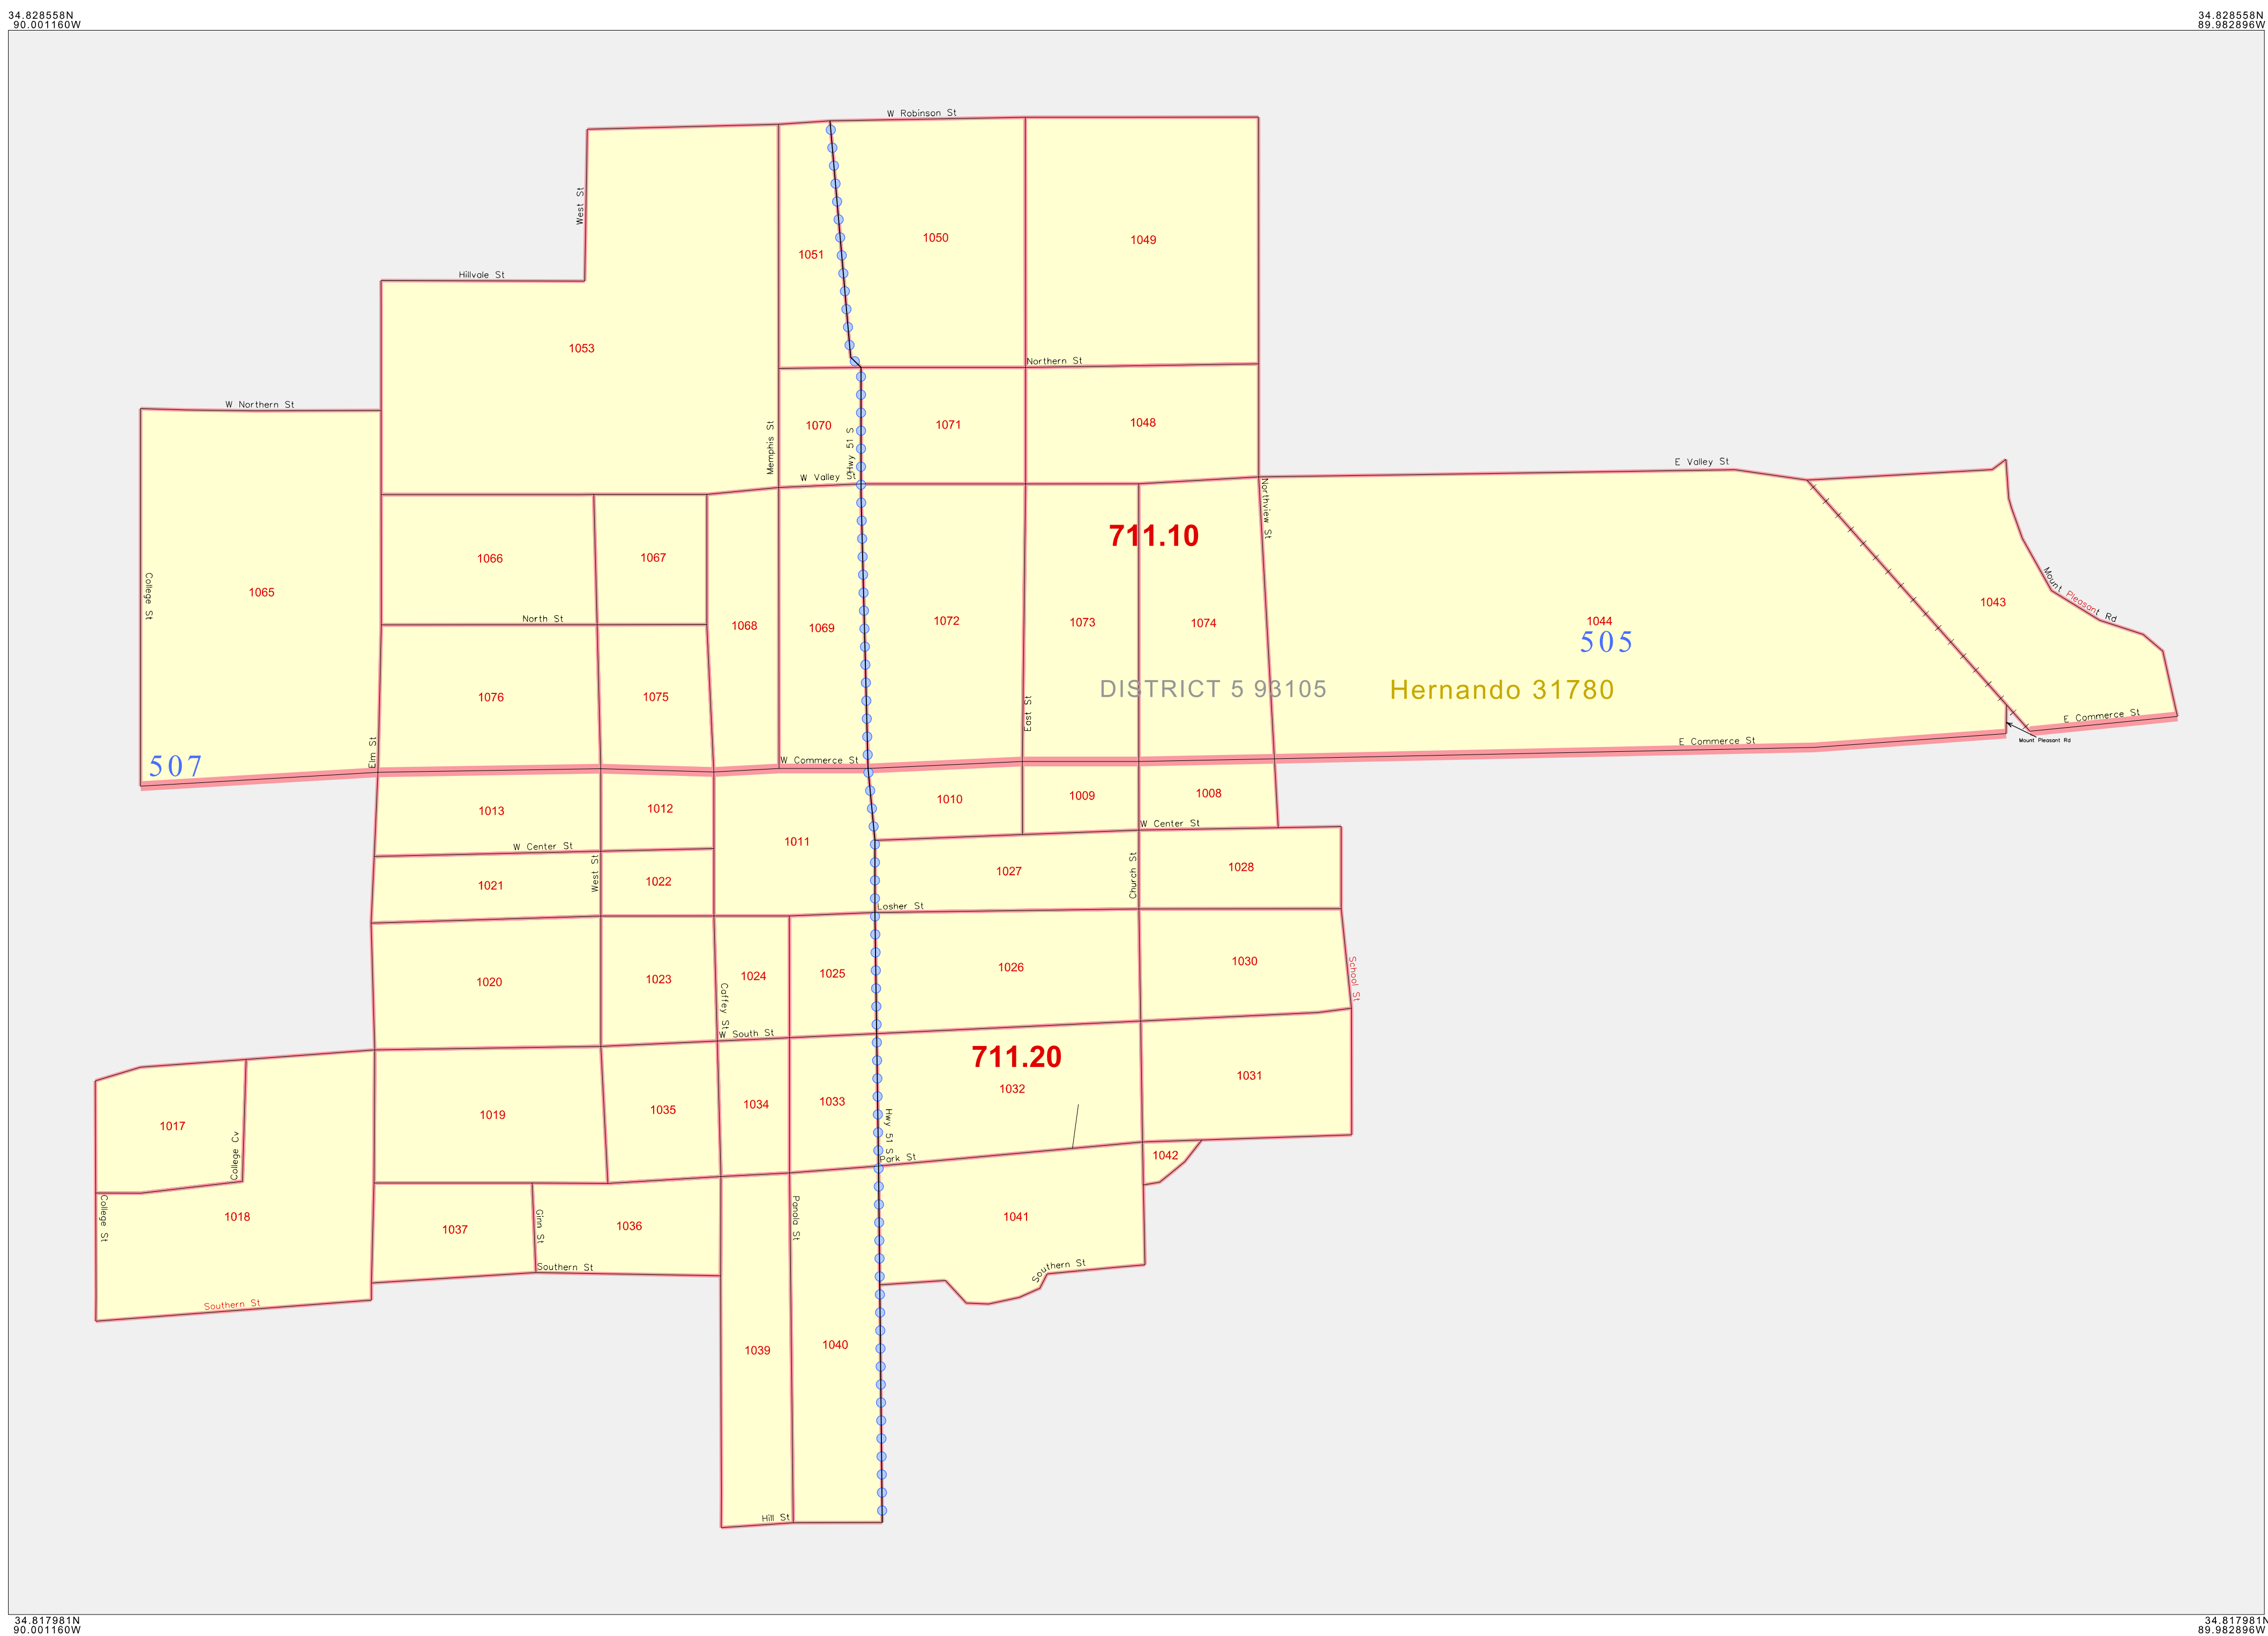 34.828558N
90.001160W
34.828558N
89.982896W
W Robinson St
West St
1050
1049
1051
Hillvale St
1053
Northern St
W Northern St
1070
1071
1048
Memphis St
Hwy 51 S
W Valley St
E Valley St
Northview St
711.10
1066
1067
College St
1065
Mount Pleasant Rd
1043
North St
1068
1069
1072
1073
1074
1044
505
1076
1075
DISTRICT 5 93105
Hernando 31780
East St
E Commerce St
E Commerce St
Mount Pleasant Rd
Elm St
507
W Commerce St
1013
1012
1010
1009
1008
W Center St
W Center St
1011
West St
1021
1022
1027
Church St
1028
Losher St
1020
1023
1024
1025
1026
1030
School St
Caffey St
W South St
711.20
1032
1031
1017
College Cv
1019
1035
1034
1033
Hwy 51 S
Park St
1042
College St
1018
1037
Ginn St
1036
Panola St
1041
Southern St
Southern St
Southern St
1039
1040
Hill St
34.817981N
90.001160W
34.817981N
89.982896W